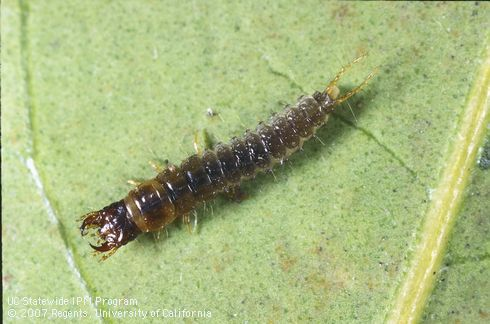 UC Statewide IPM Program
© 2007 Regents, University of California